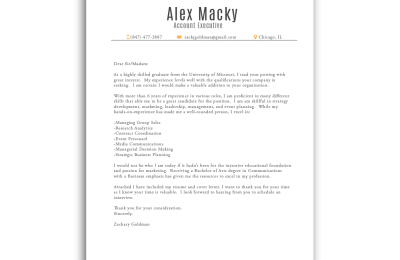 Alex Macky
Account Executive
(847)-477-3887 zackygoldman@gmail.com Chicago, IL
Dear Sir/Madam:
As a highly skilled graduate from the University of Missouri, I read your posting with
great interest. My experience levels well with the qualifications your company is
seeking. I am certain I would make a valuable addition to your organization.
With more than 6 years of experience in various roles, I am proficient in many different
skills that able me to be a great candidate for the position. I am an skillful in strategy
development, marketing, leadership, management, and event planning. While my
hands-on-experience has made me a well-rounded person, I excel in:
-Managing Group Sales
-Research Analytics
-Contract Coordination
-Event Personnel
-Media Communications
-Managerial Decision Making
-Strategic Business Planning
I would not be who I am today if it hadn't been for the intensive educational foundation
and passion for marketing. Receiving a Bachelor of Arts degree in Communications
with a Business emphasis has given me the resources to excel in my profession.
Attached I have included my resume and cover letter. I want to thank you for your time
as I know your time is valuable. I look forward to hearing from you to schedule an
interview.
Thank you for your consideration.
Sincerely,
Zachary Goldman